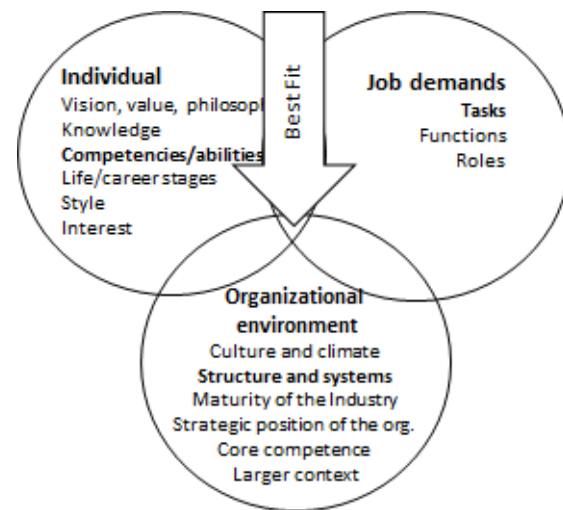 Individual
Vision, value, philosoph
Knowledge
Competencies/abilities
Life/career stages
Style
Interest
Best Fit
Job demands
Tasks
Functions
Roles
Organizational
environment
Culture and climate
Structure and systems
Maturity of the Industry
Strategic position of the org.
Core competence
Larger context